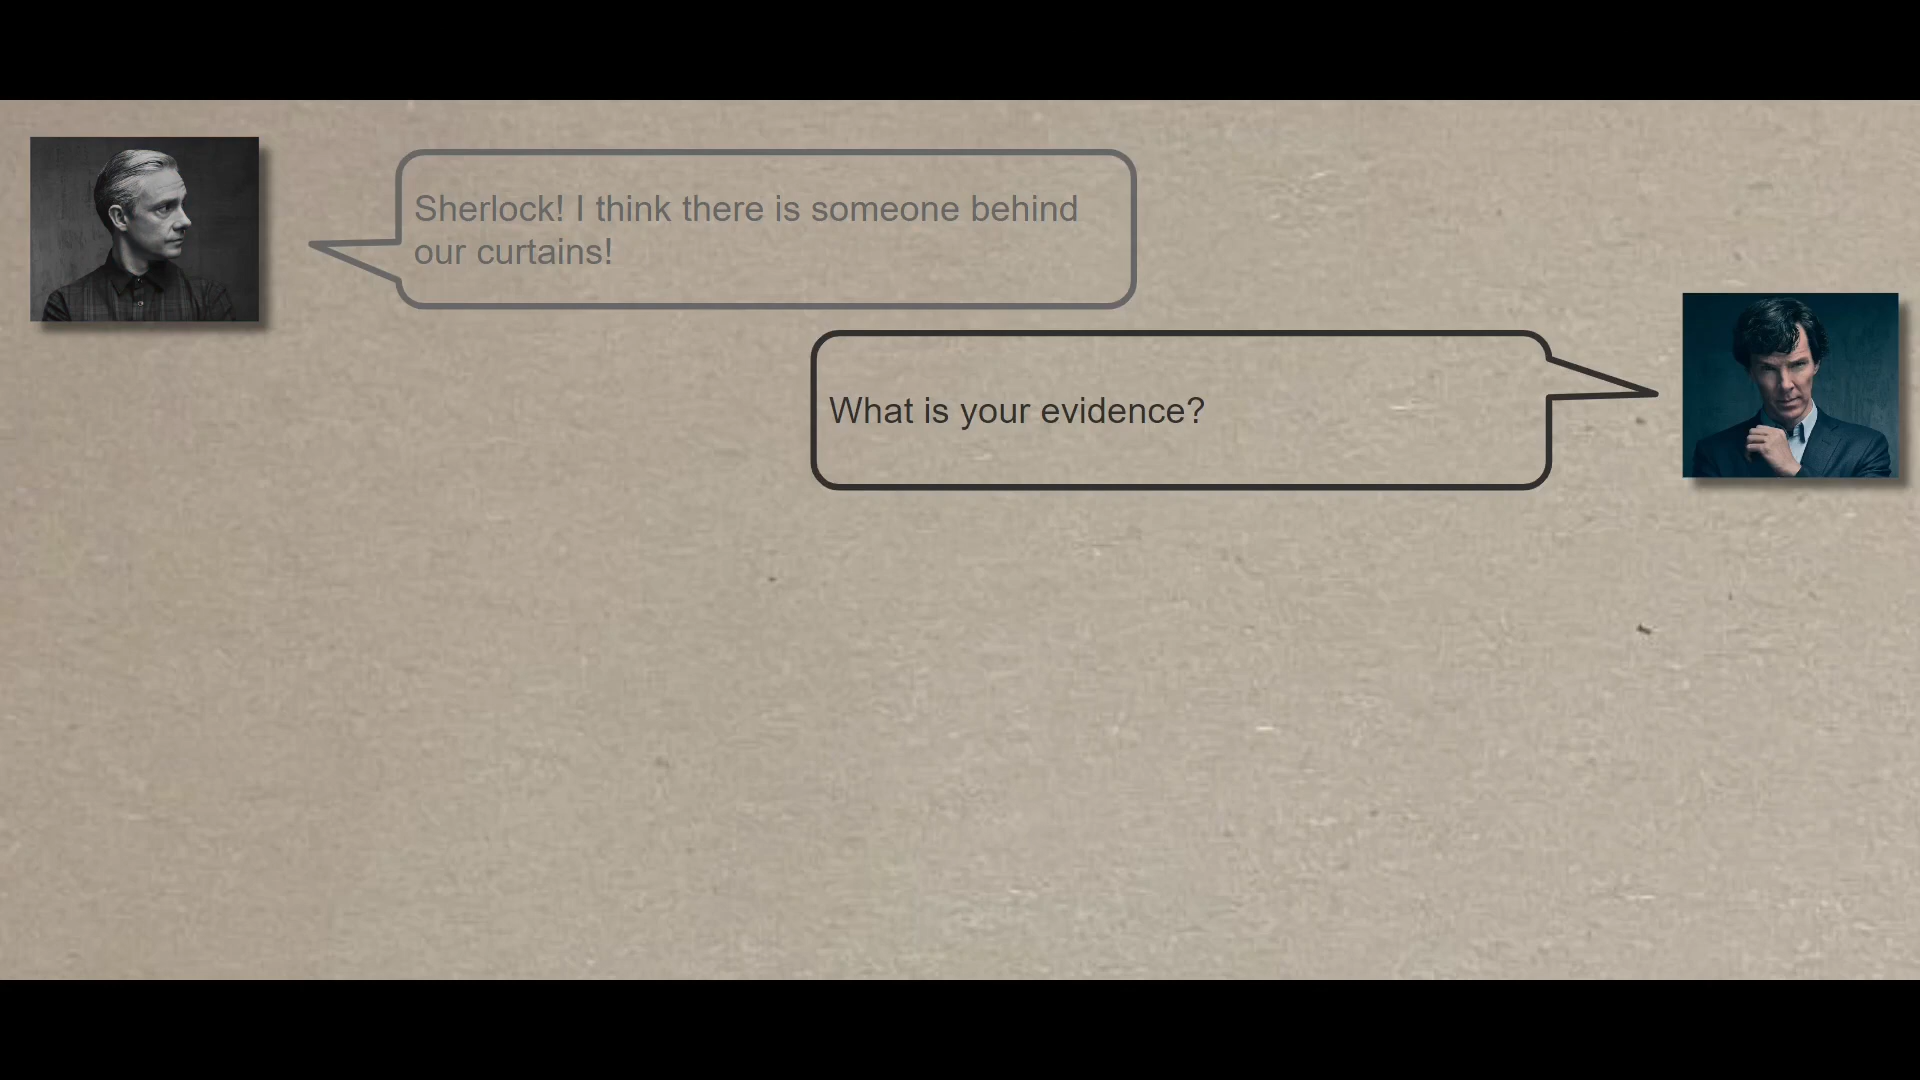 Sherlock! I think there is someone behind
our curtains!
What is your evidence?